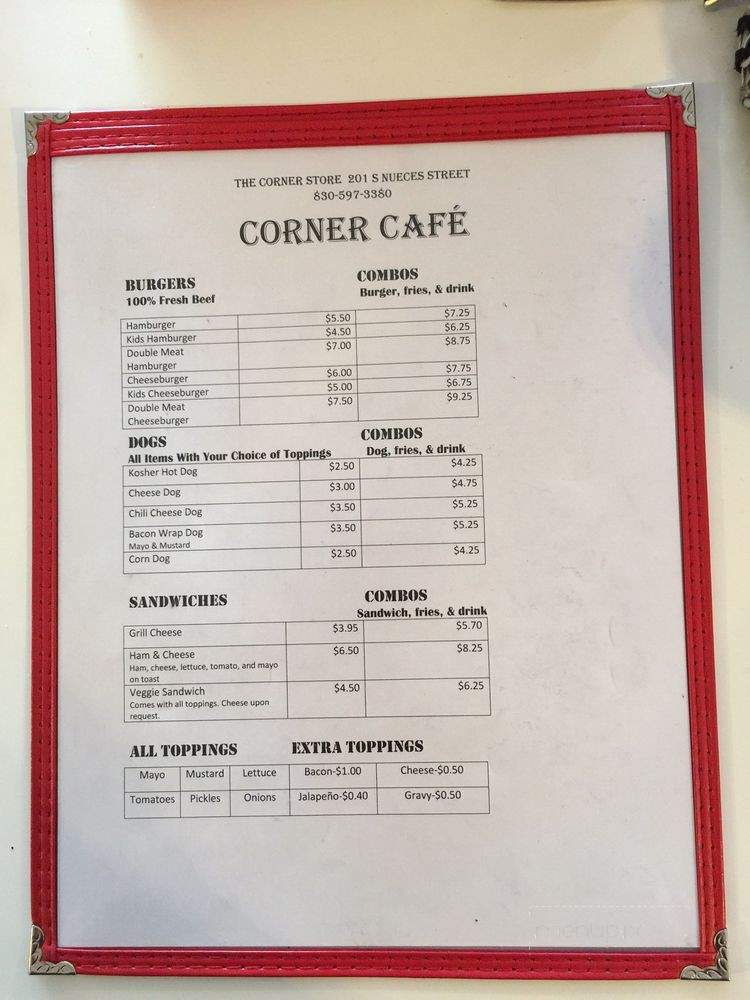 THE CORNER STORE 201 S NUECES STREET
830-597-3380
CORNER CAFÉ
BURGERS
100% Fresh Beef
COMBOS
Burger, fries, & drink
Hamburger $5.50 $7.25
Kids Hamburger $4.50 $6.25
Double Meat $7.00 $8.75
Hamburger
Cheeseburger $6.00 $7.75
Kids Cheeseburger $5.00 $6.75
Double Meat $7.50 $9.25
Cheeseburger
DOGS
All Items With Your Choice of Toppings
COMBOS
Dog, fries, & drink
Kosher Hot Dog $2.50 $4.25
Cheese Dog $3.00 $4.75
Chili Cheese Dog $3.50 $5.25
Bacon Wrap Dog $3.50 $5.25
Mayo & Mustard
Corn Dog $2.50 $4.25
SANDWICHES
COMBOS
Sandwich, fries, & drink
Grill Cheese $3.95 $5.70
Ham & Cheese $6.50 $8.25
Ham, cheese, lettuce, tomato, and mayo
on toast
Veggie Sandwich $4.50 $6.25
Comes with all toppings. Cheese upon
request.
ALL TOPPINGS EXTRA TOPPINGS
Mayo Mustard Lettuce Bacon-$1.00 Cheese-$0.50
Tomatoes Pickles Onions Jalapeño-$0.40 Gravy-$0.50